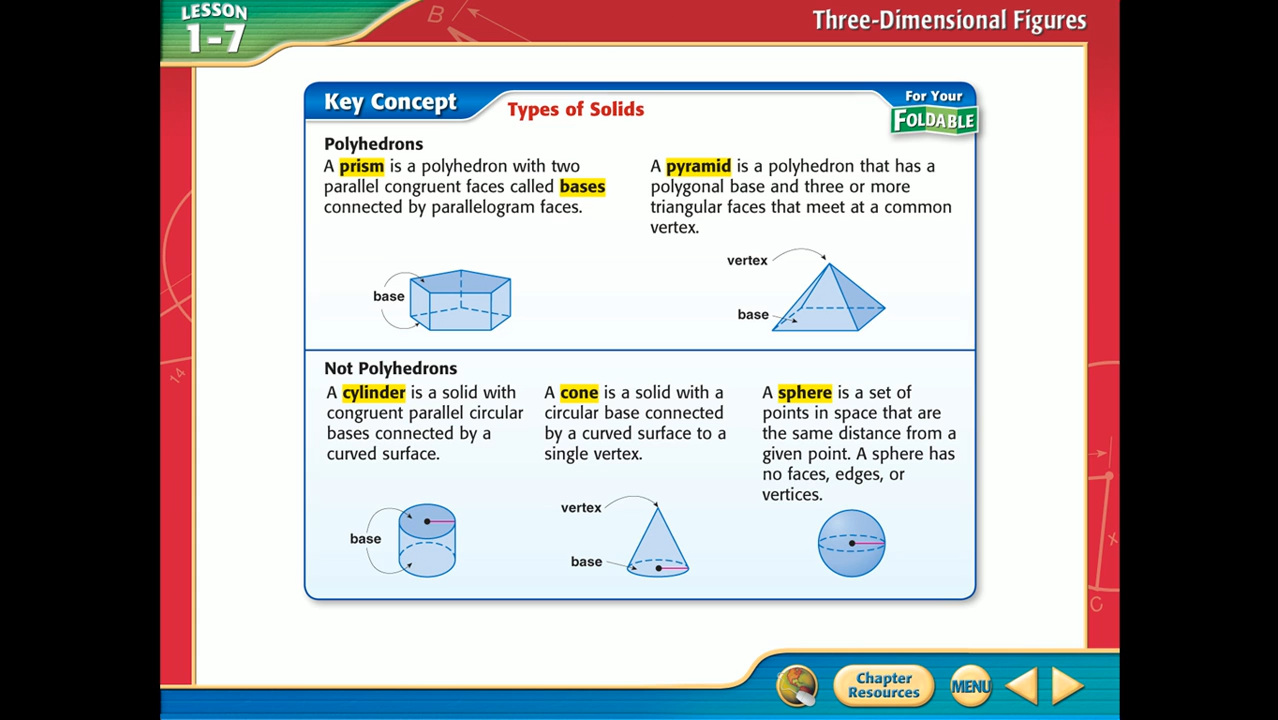 LESSON
1-7
Three-Dimensional Figures
B
A
Key Concept
Types of Solids
For Your
FOLDABLE
Polyhedrons
A prism is a polyhedron with two
parallel congruent faces called bases
connected by parallelogram faces.
base
A pyramid is a polyhedron that has a
polygonal base and three or more
triangular faces that meet at a common
vertex.
vertex
base
Not Polyhedrons
A cylinder is a solid with
congruent parallel circular
bases connected by a
curved surface.
base
A cone is a solid with a
circular base connected
by a curved surface to a
single vertex.
vertex
base
A sphere is a set of
points in space that are
the same distance from a
given point. A sphere has
no faces, edges, or
vertices.
14
x
C
Chapter
Resources
MENU